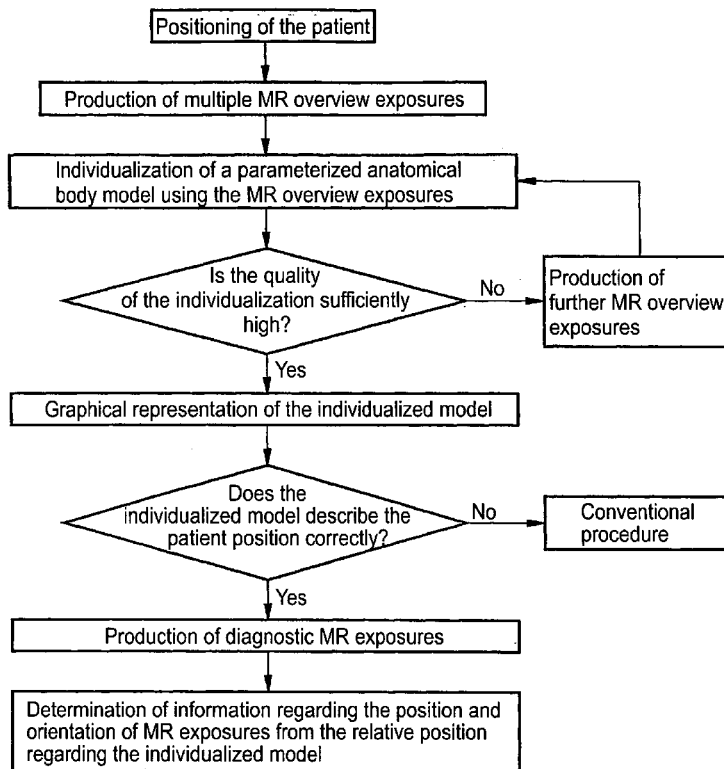 Positioning of the patient
Production of multiple MR overview exposures
Individualization of a parameterized anatomical
body model using the MR overview exposures
Is the quality
of the individualization sufficiently
high?
No
Production of
further MR overview
exposures
Yes
Graphical representation of the individualized model
Does the
individualized model describe the
patient position correctly?
No
Conventional
procedure
Yes
Production of diagnostic MR exposures
Determination of information regarding the position and
orientation of MR exposures from the relative position
regarding the individualized model